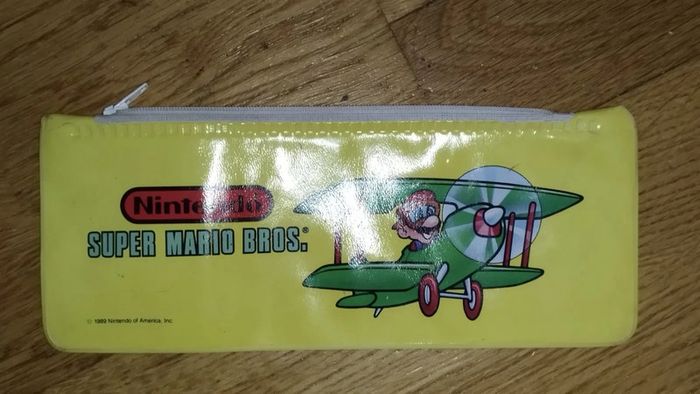 Nintendo
SUPER MARIO BROS.®
© 1989 Nintendo of America, Inc